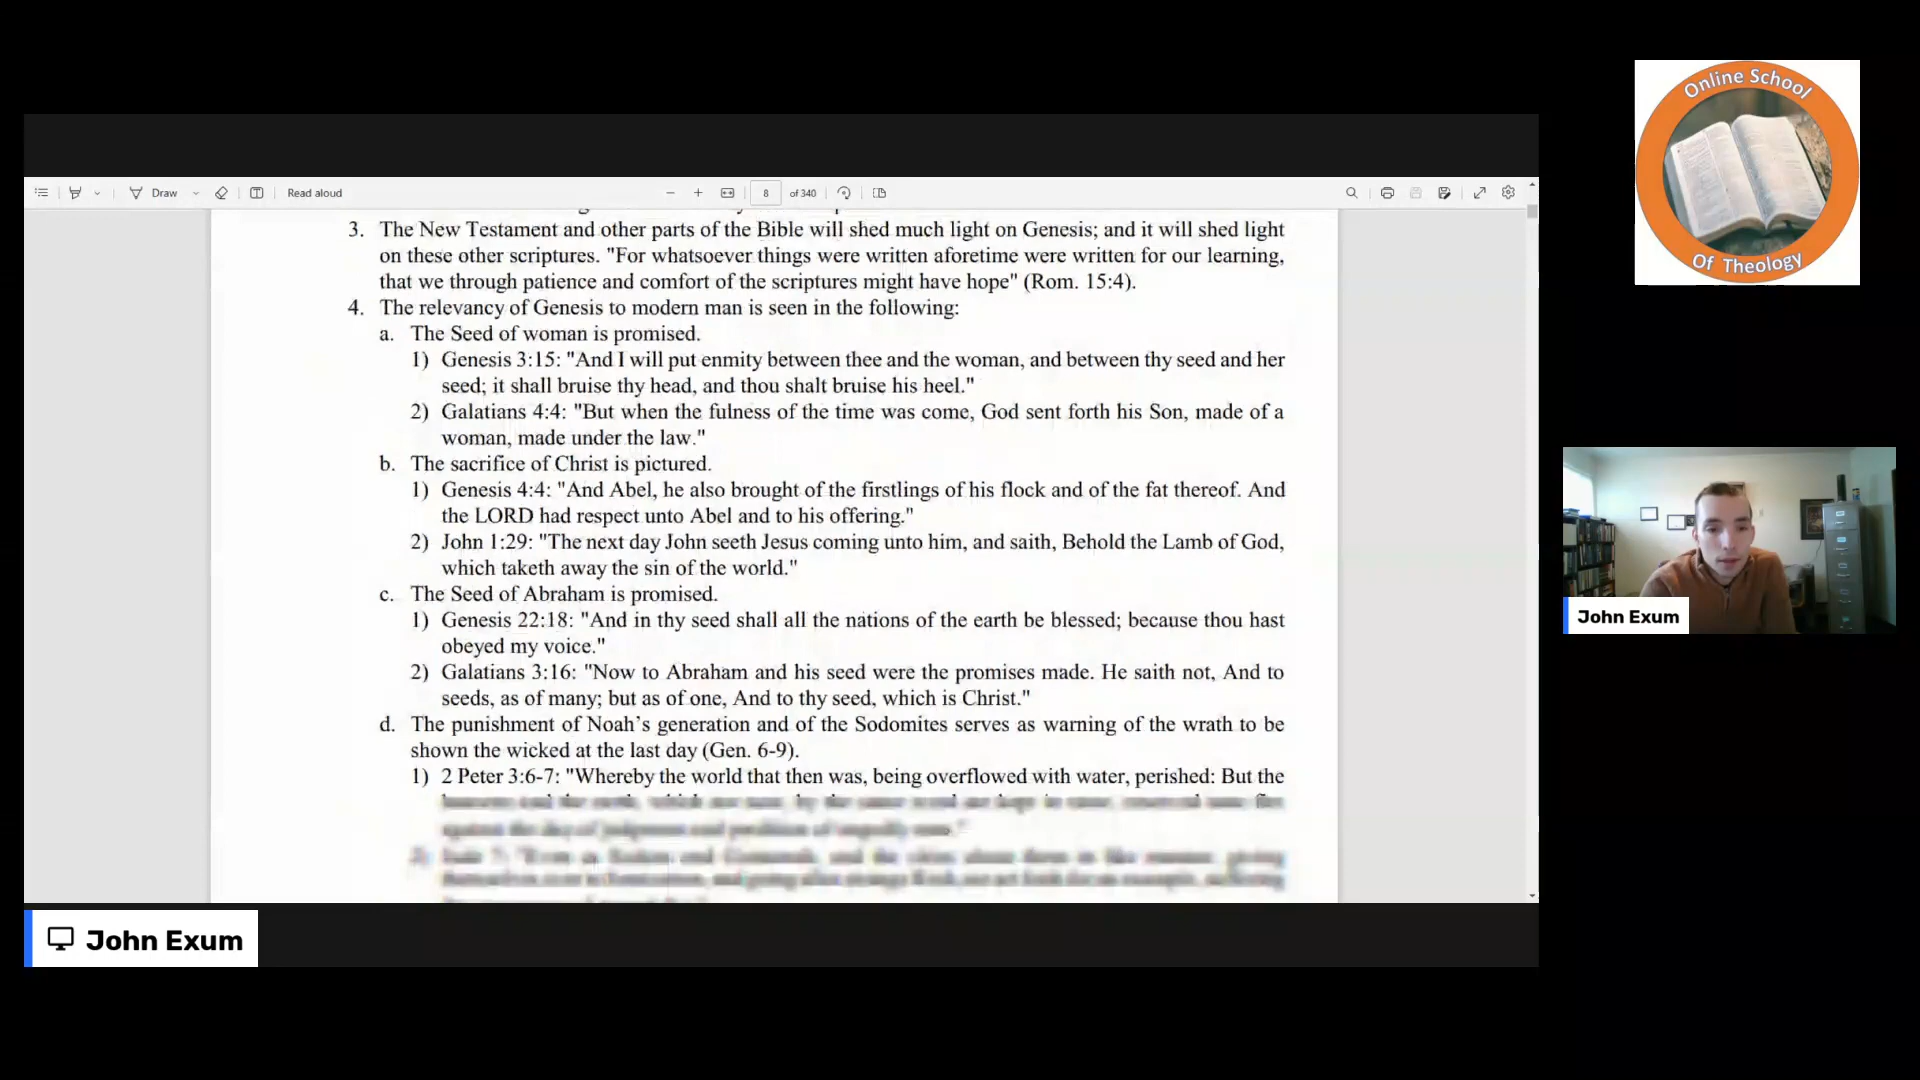 Online School
Of Theology
Draw
Read aloud
8 of 340
3. The New Testament and other parts of the Bible will shed much light on Genesis; and it will shed light
on these other scriptures. "For whatsoever things were written aforetime were written for our learning,
that we through patience and comfort of the scriptures might have hope" (Rom. 15:4).
4. The relevancy of Genesis to modern man is seen in the following:
a. The Seed of woman is promised.
1) Genesis 3:15: "And I will put enmity between thee and the woman, and between thy seed and her
seed; it shall bruise thy head, and thou shalt bruise his heel."
2) Galatians 4:4: "But when the fulness of the time was come, God sent forth his Son, made of a
woman, made under the law."
b. The sacrifice of Christ is pictured.
1) Genesis 4:4: "And Abel, he also brought of the firstlings of his flock and of the fat thereof. And
the LORD had respect unto Abel and to his offering."
2) John 1:29: "The next day John seeth Jesus coming unto him, and saith, Behold the Lamb of God,
which taketh away the sin of the world."
c. The Seed of Abraham is promised.
1) Genesis 22:18: "And in thy seed shall all the nations of the earth be blessed; because thou hast
obeyed my voice."
2) Galatians 3:16: "Now to Abraham and his seed were the promises made. He saith not, And to
seeds, as of many; but as of one, And to thy seed, which is Christ."
d. The punishment of Noah’s generation and of the Sodomites serves as warning of the wrath to be
shown the wicked at the last day (Gen. 6-9).
1) 2 Peter 3:6-7: "Whereby the world that then was, being overflowed with water, perished: But the
John Exum
John Exum